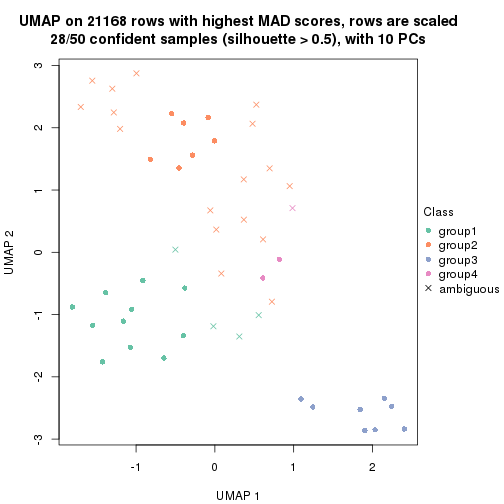 UMAP on 21168 rows with highest MAD scores, rows are scaled
28/50 confident samples (silhouette > 0.5), with 10 PCs
3
2
1
0
-1
-2
-3
UMAP 2
-1
0
1
2
UMAP 1
Class
group1
group2
group3
group4
ambiguous